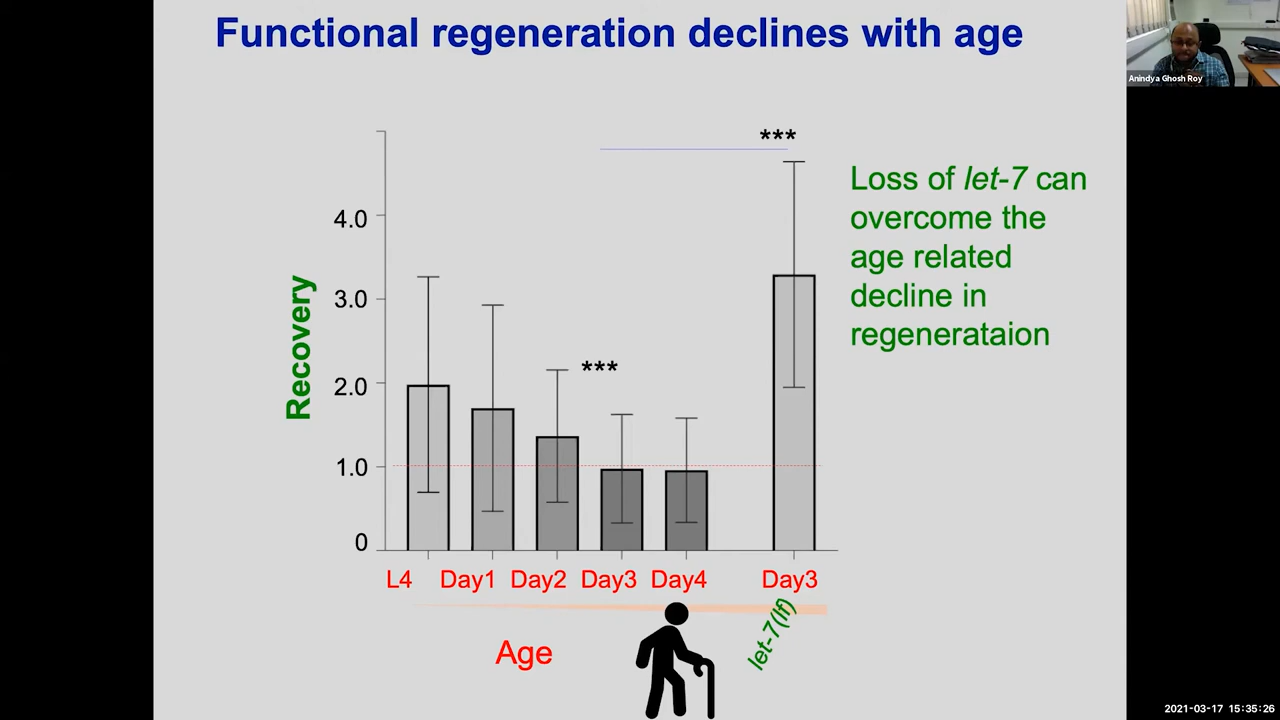 Functional regeneration declines with age
Anindya Ghosh Roy
***
Loss of let-7 can
overcome the
age related
decline in
regenerataion
4.0
3.0
***
2.0
1.0
0
Recovery
L4 Day1 Day2 Day3 Day4 Day3
let-7(lf)
Age
2021-03-17 15:35:26